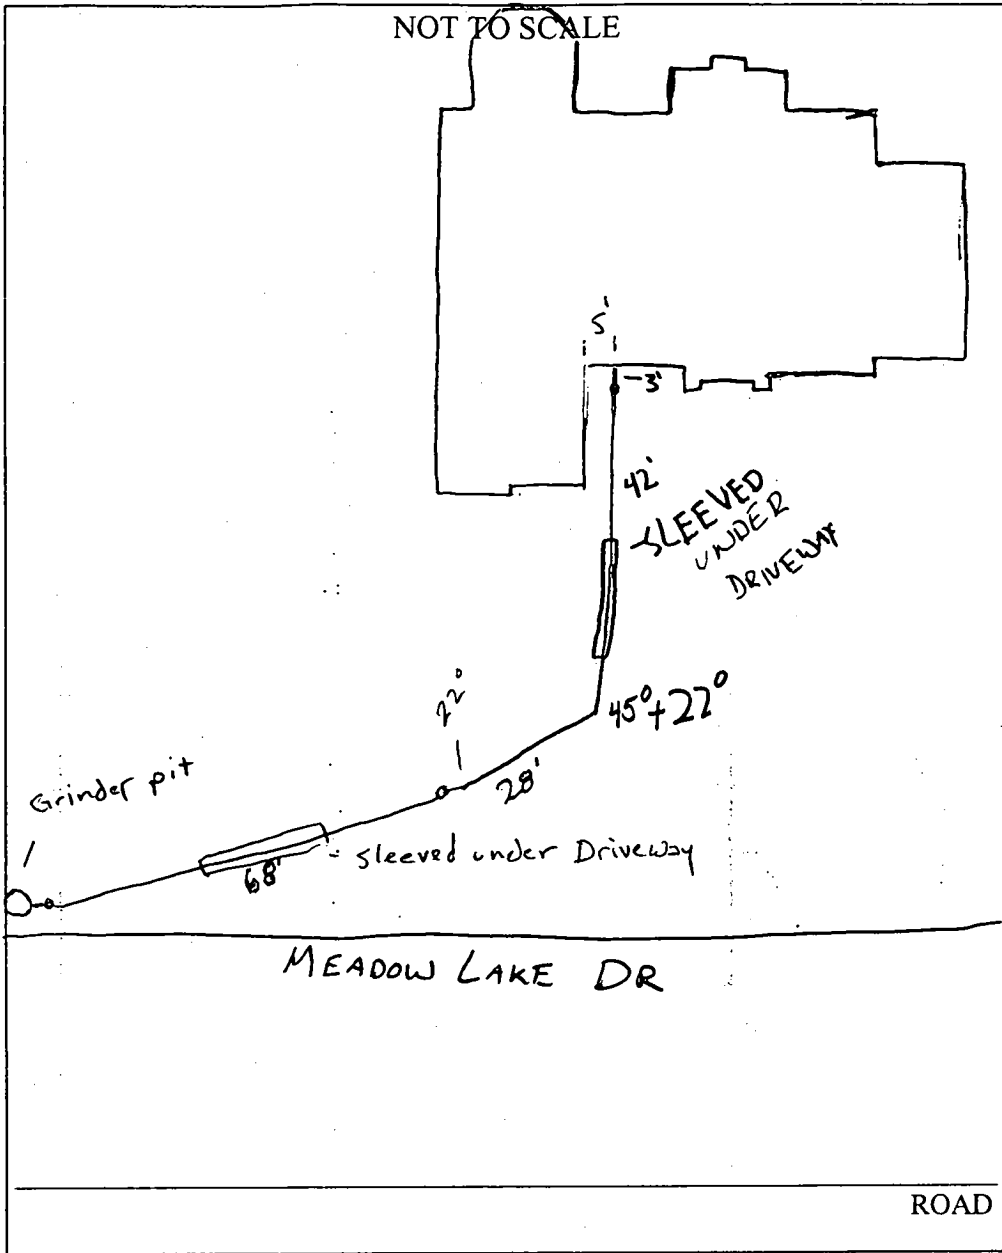 NOT TO SCALE
5'
-3'
42'
SLEEVED
UNDER
DRIVEWAY
22°
45°+22°
28'
Grinder pit
sleeved under Driveway
68'
MEADOW LAKE DR
ROAD